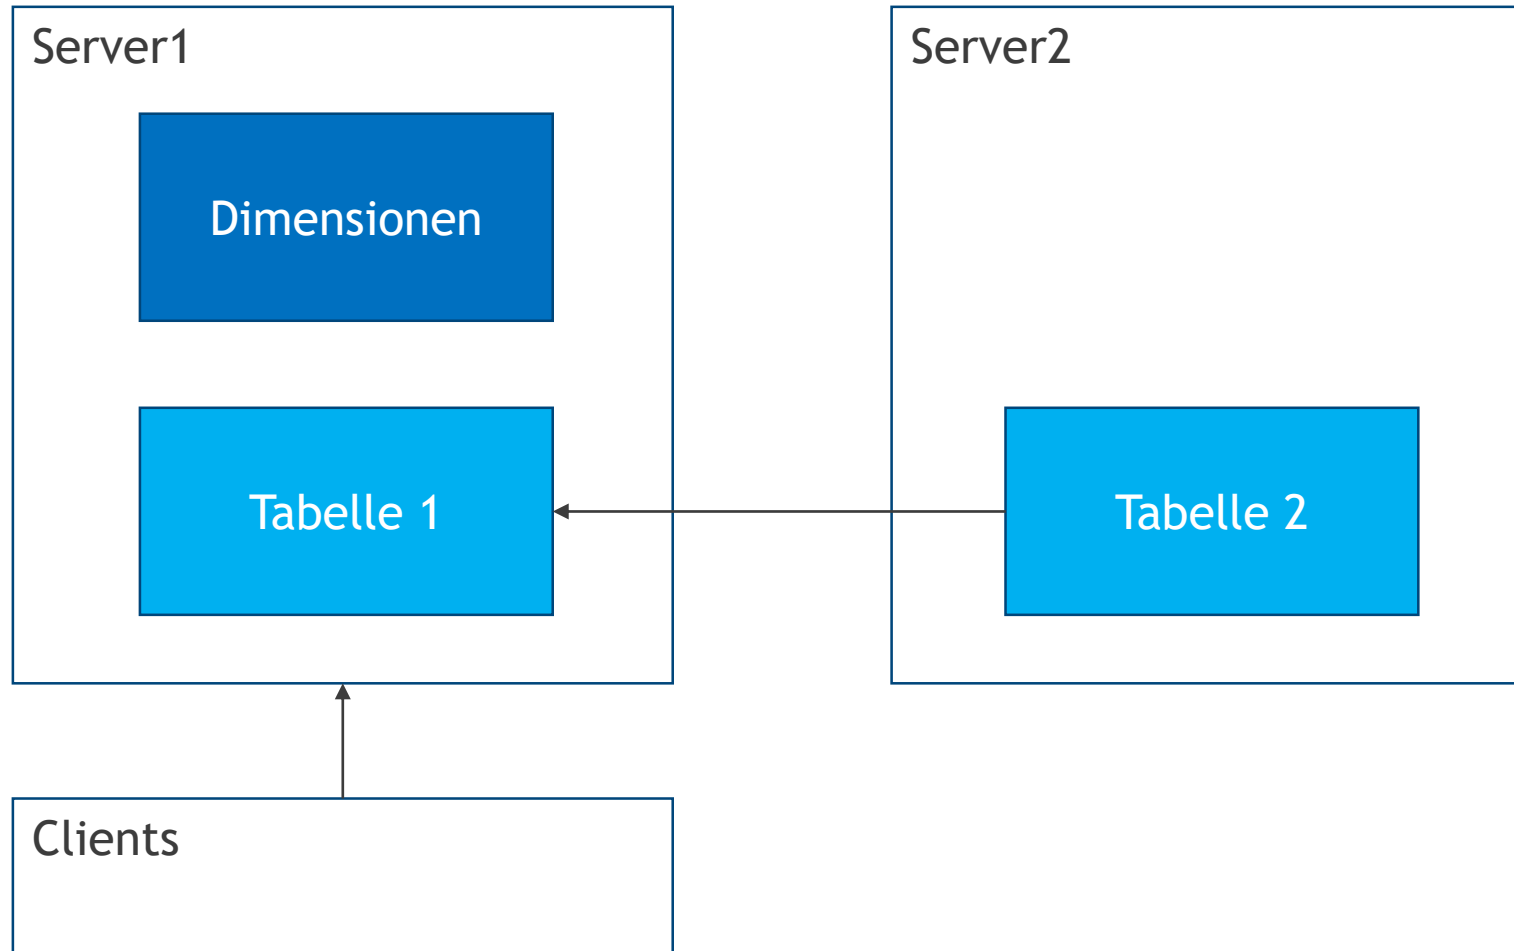 Server1
Server2
Dimensionen
Tabelle 1
Tabelle 2
Clients